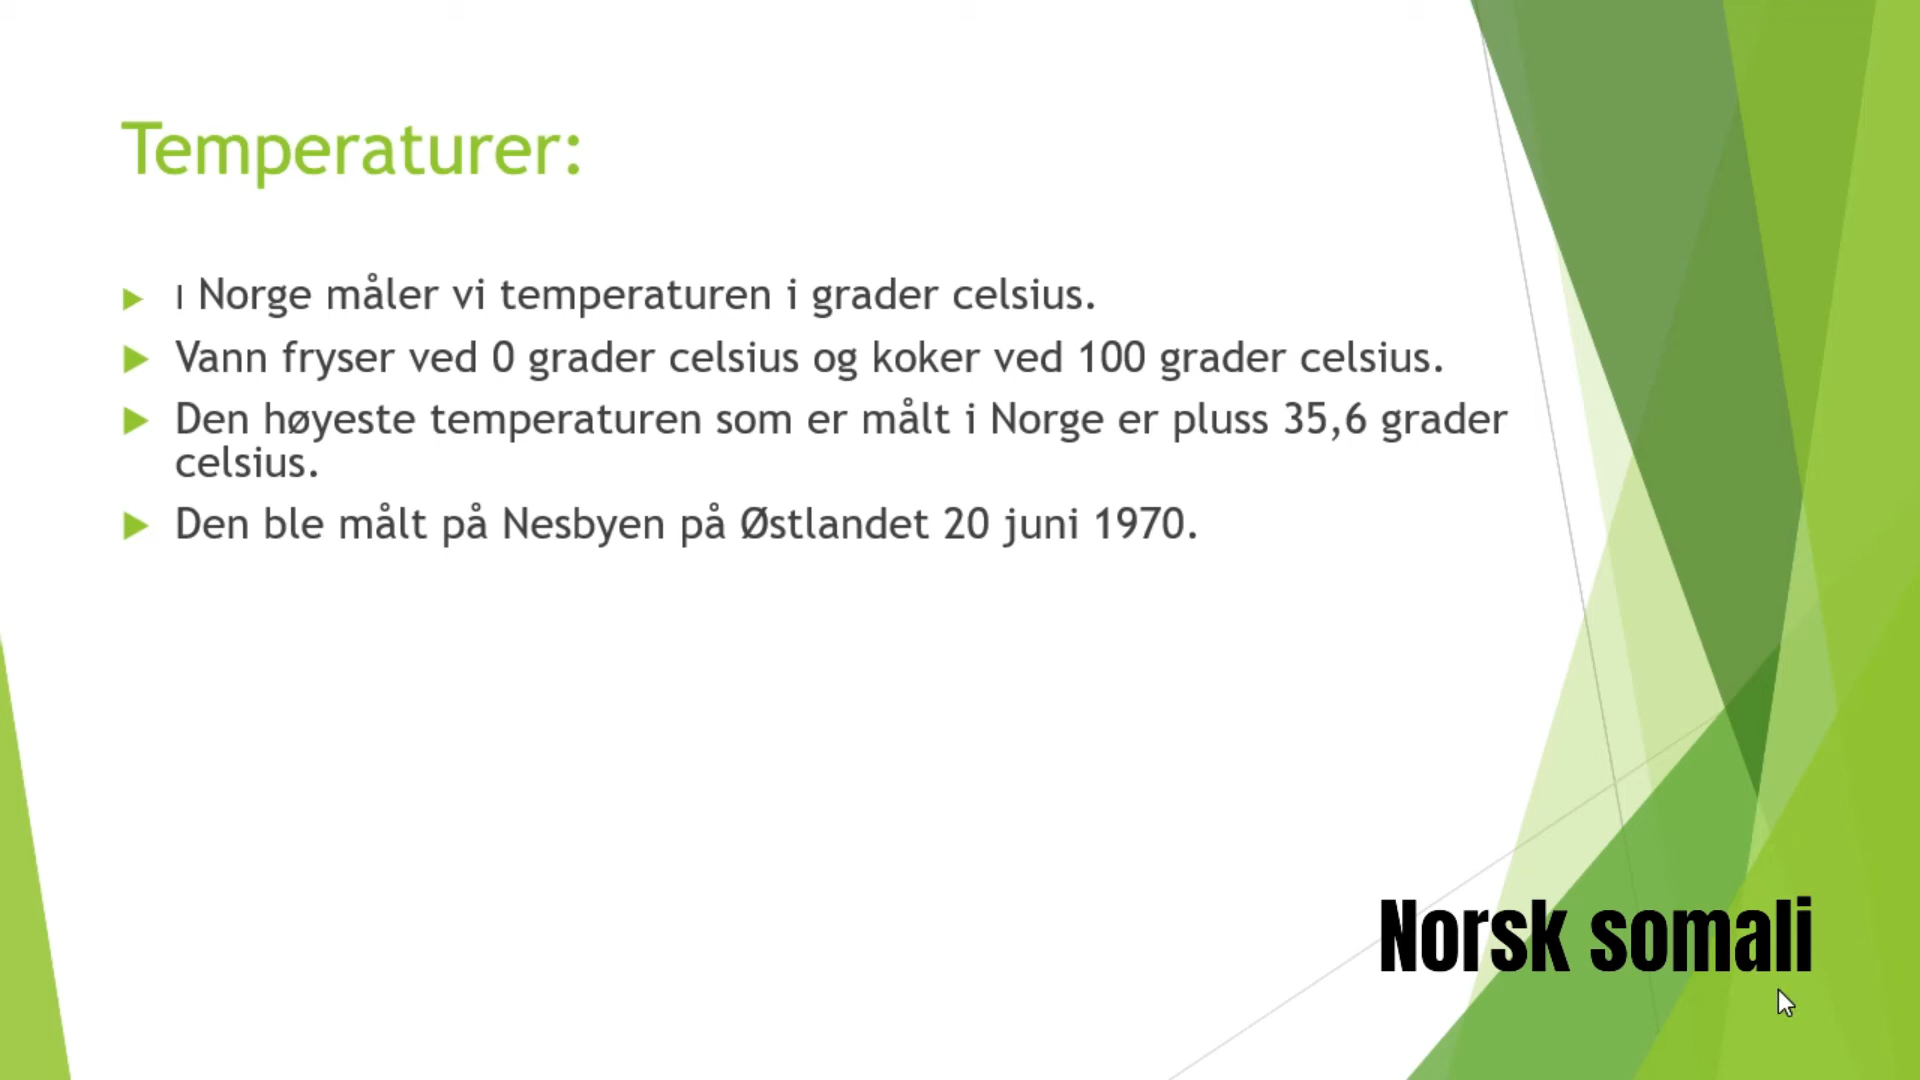 Temperaturer:
I Norge måler vi temperaturen i grader celsius.
Vann fryser ved 0 grader celsius og koker ved 100 grader celsius.
Den høyeste temperaturen som er målt i Norge er pluss 35,6 grader
celsius.
Den ble målt på Nesbyen på Østlandet 20 juni 1970.
Norsk somali